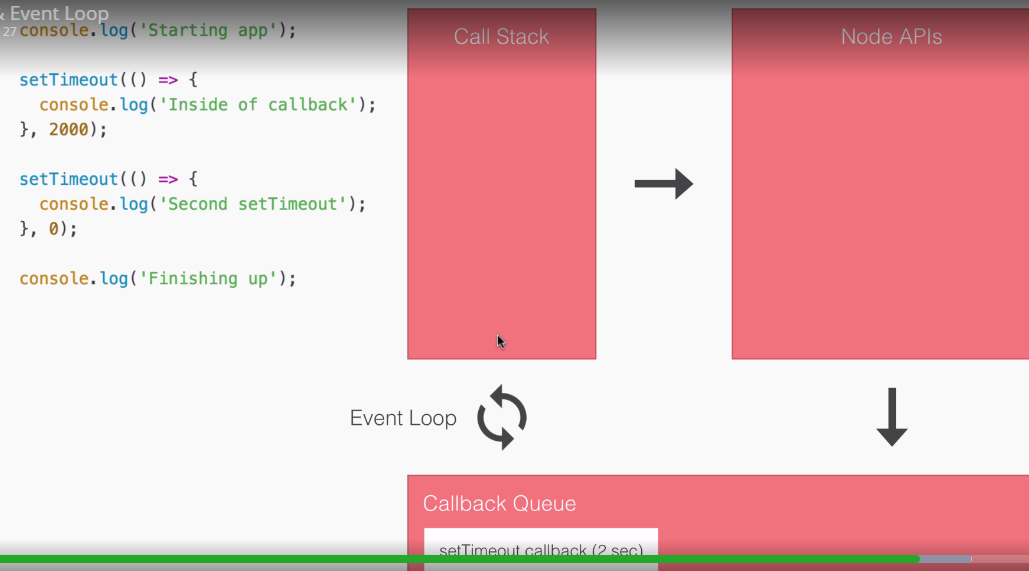 & Event Loop
27
console.log('Starting app');
setTimeout(() => {
  console.log('Inside of callback');
}, 2000);
setTimeout(() => {
  console.log('Second setTimeout');
}, 0);
console.log('Finishing up');
Call Stack
Node APIs
Event Loop
Callback Queue
setTimeout callback (2 sec)